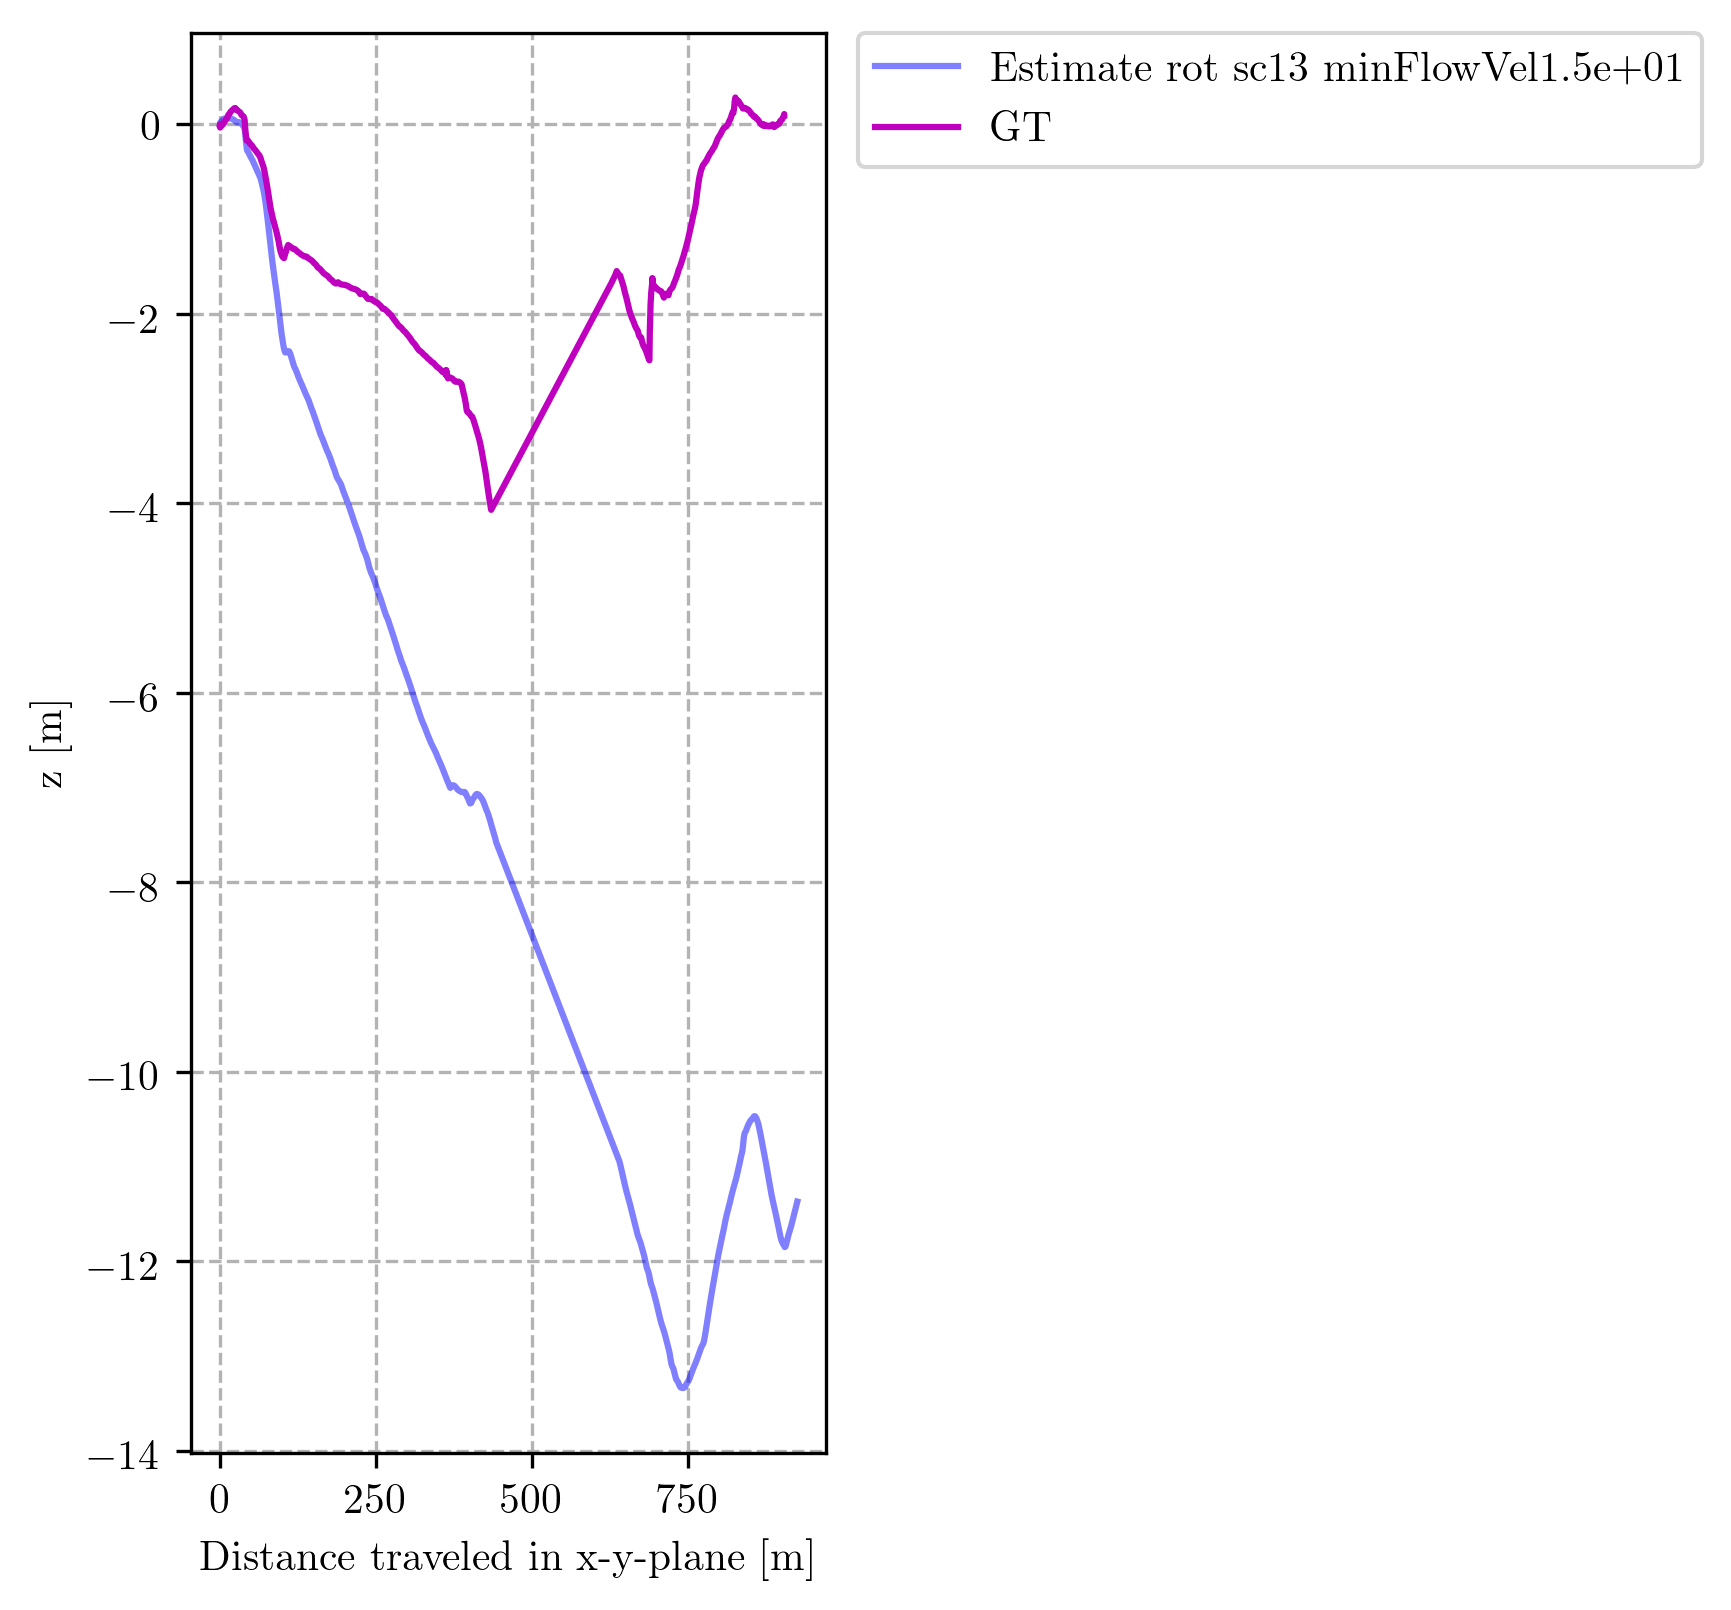 Estimate rot sc13 minFlowVel1.5e+01
GT
0
−2
−4
−6
−8
−10
−12
−14
z [m]
0 250 500 750
Distance traveled in x-y-plane [m]